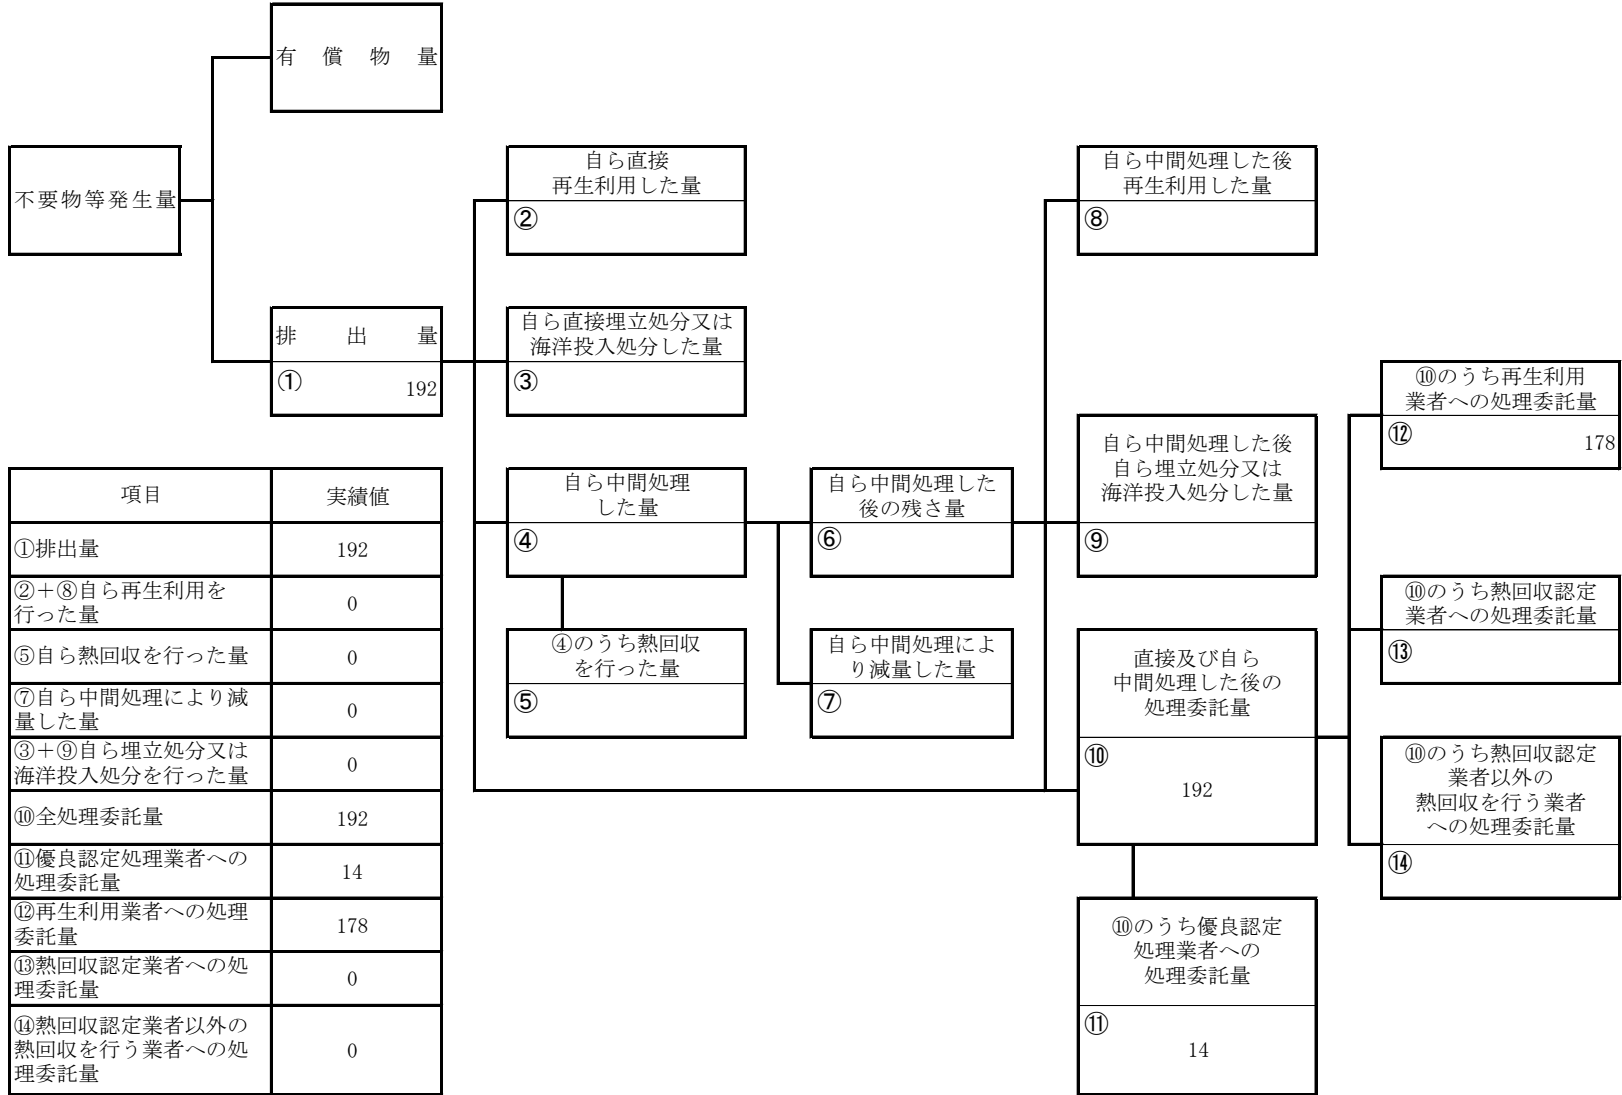 有償物量
不要物等発生量
排出量
①
192
自ら直接
再生利用した量
②
自ら直接埋立処分又は
海洋投入処分した量
③
自ら中間処理
した量
④
④のうち熱回収
を行った量
⑤
自ら中間処理した
後の残さ量
⑥
自ら中間処理によ
り減量した量
⑦
自ら中間処理した後
再生利用した量
⑧
自ら中間処理した後
自ら埋立処分又は
海洋投入処分した量
⑨
直接及び自ら
中間処理した後の
処理委託量
⑩
192
⑩のうち優良認定
処理業者への
処理委託量
⑪
14
⑩のうち再生利用
業者への処理委託量
⑫
178
⑩のうち熱回収認定
業者への処理委託量
⑬
⑩のうち熱回収認定
業者以外の
熱回収を行う業者
への処理委託量
⑭
項目 実績値
①排出量 192
②+⑧自ら再生利用を
行った量 0
⑤自ら熱回収を行った量 0
⑦自ら中間処理により減
量した量 0
③+⑨自ら埋立処分又は
海洋投入処分を行った量 0
⑩全処理委託量 192
⑪優良認定処理業者への
処理委託量 14
⑫再生利用業者への処理
委託量 178
⑬熱回収認定業者への処
理委託量 0
⑭熱回収認定業者以外の
熱回収を行う業者への処
理委託量 0